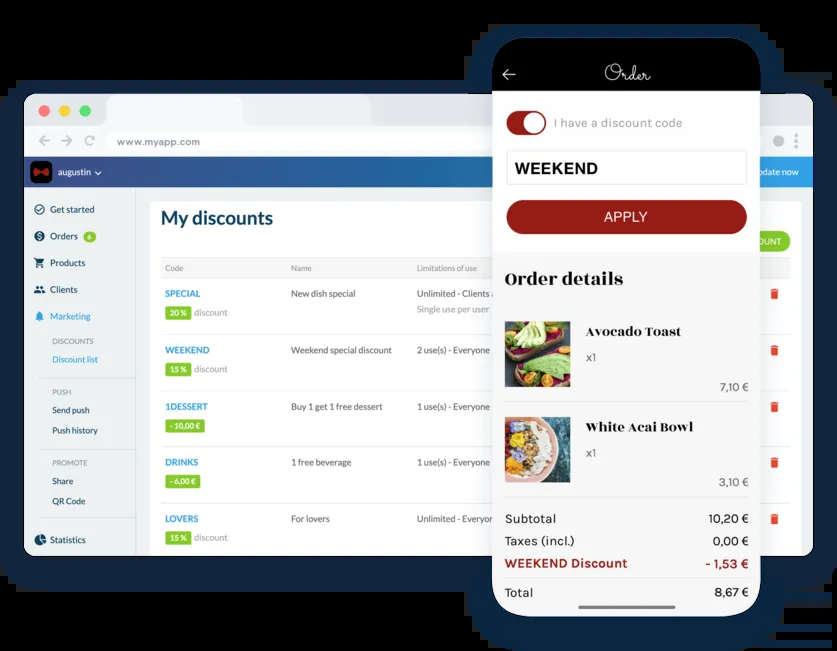 www.myapp.com
augustin
pdate now
Get started
Orders 6
Products
Clients
Marketing
DISCOUNTS
Discount list
PUSH
Send push
Push history
PROMOTE
Share
QR Code
Statistics
My discounts
OUNT
Code Name Limitations of use
SPECIAL New dish special Unlimited - Clients
20% discount Single use per user
WEEKEND Weekend special discount 2 use(s) - Everyone
15% discount
1DESSERT Buy 1 get 1 free dessert 1 use(s) - Everyone
- 10,00 €
DRINKS 1 free beverage 1 use(s) - Everyone
- 6,00 €
LOVERS For lovers Unlimited - Everyon
15% discount
Order
I have a discount code
WEEKEND
APPLY
Order details
Avocado Toast
x1
7,10 €
White Acai Bowl
x1
3,10 €
Subtotal 10,20 €
Taxes (incl.) 0,00 €
WEEKEND Discount - 1,53 €
Total 8,67 €